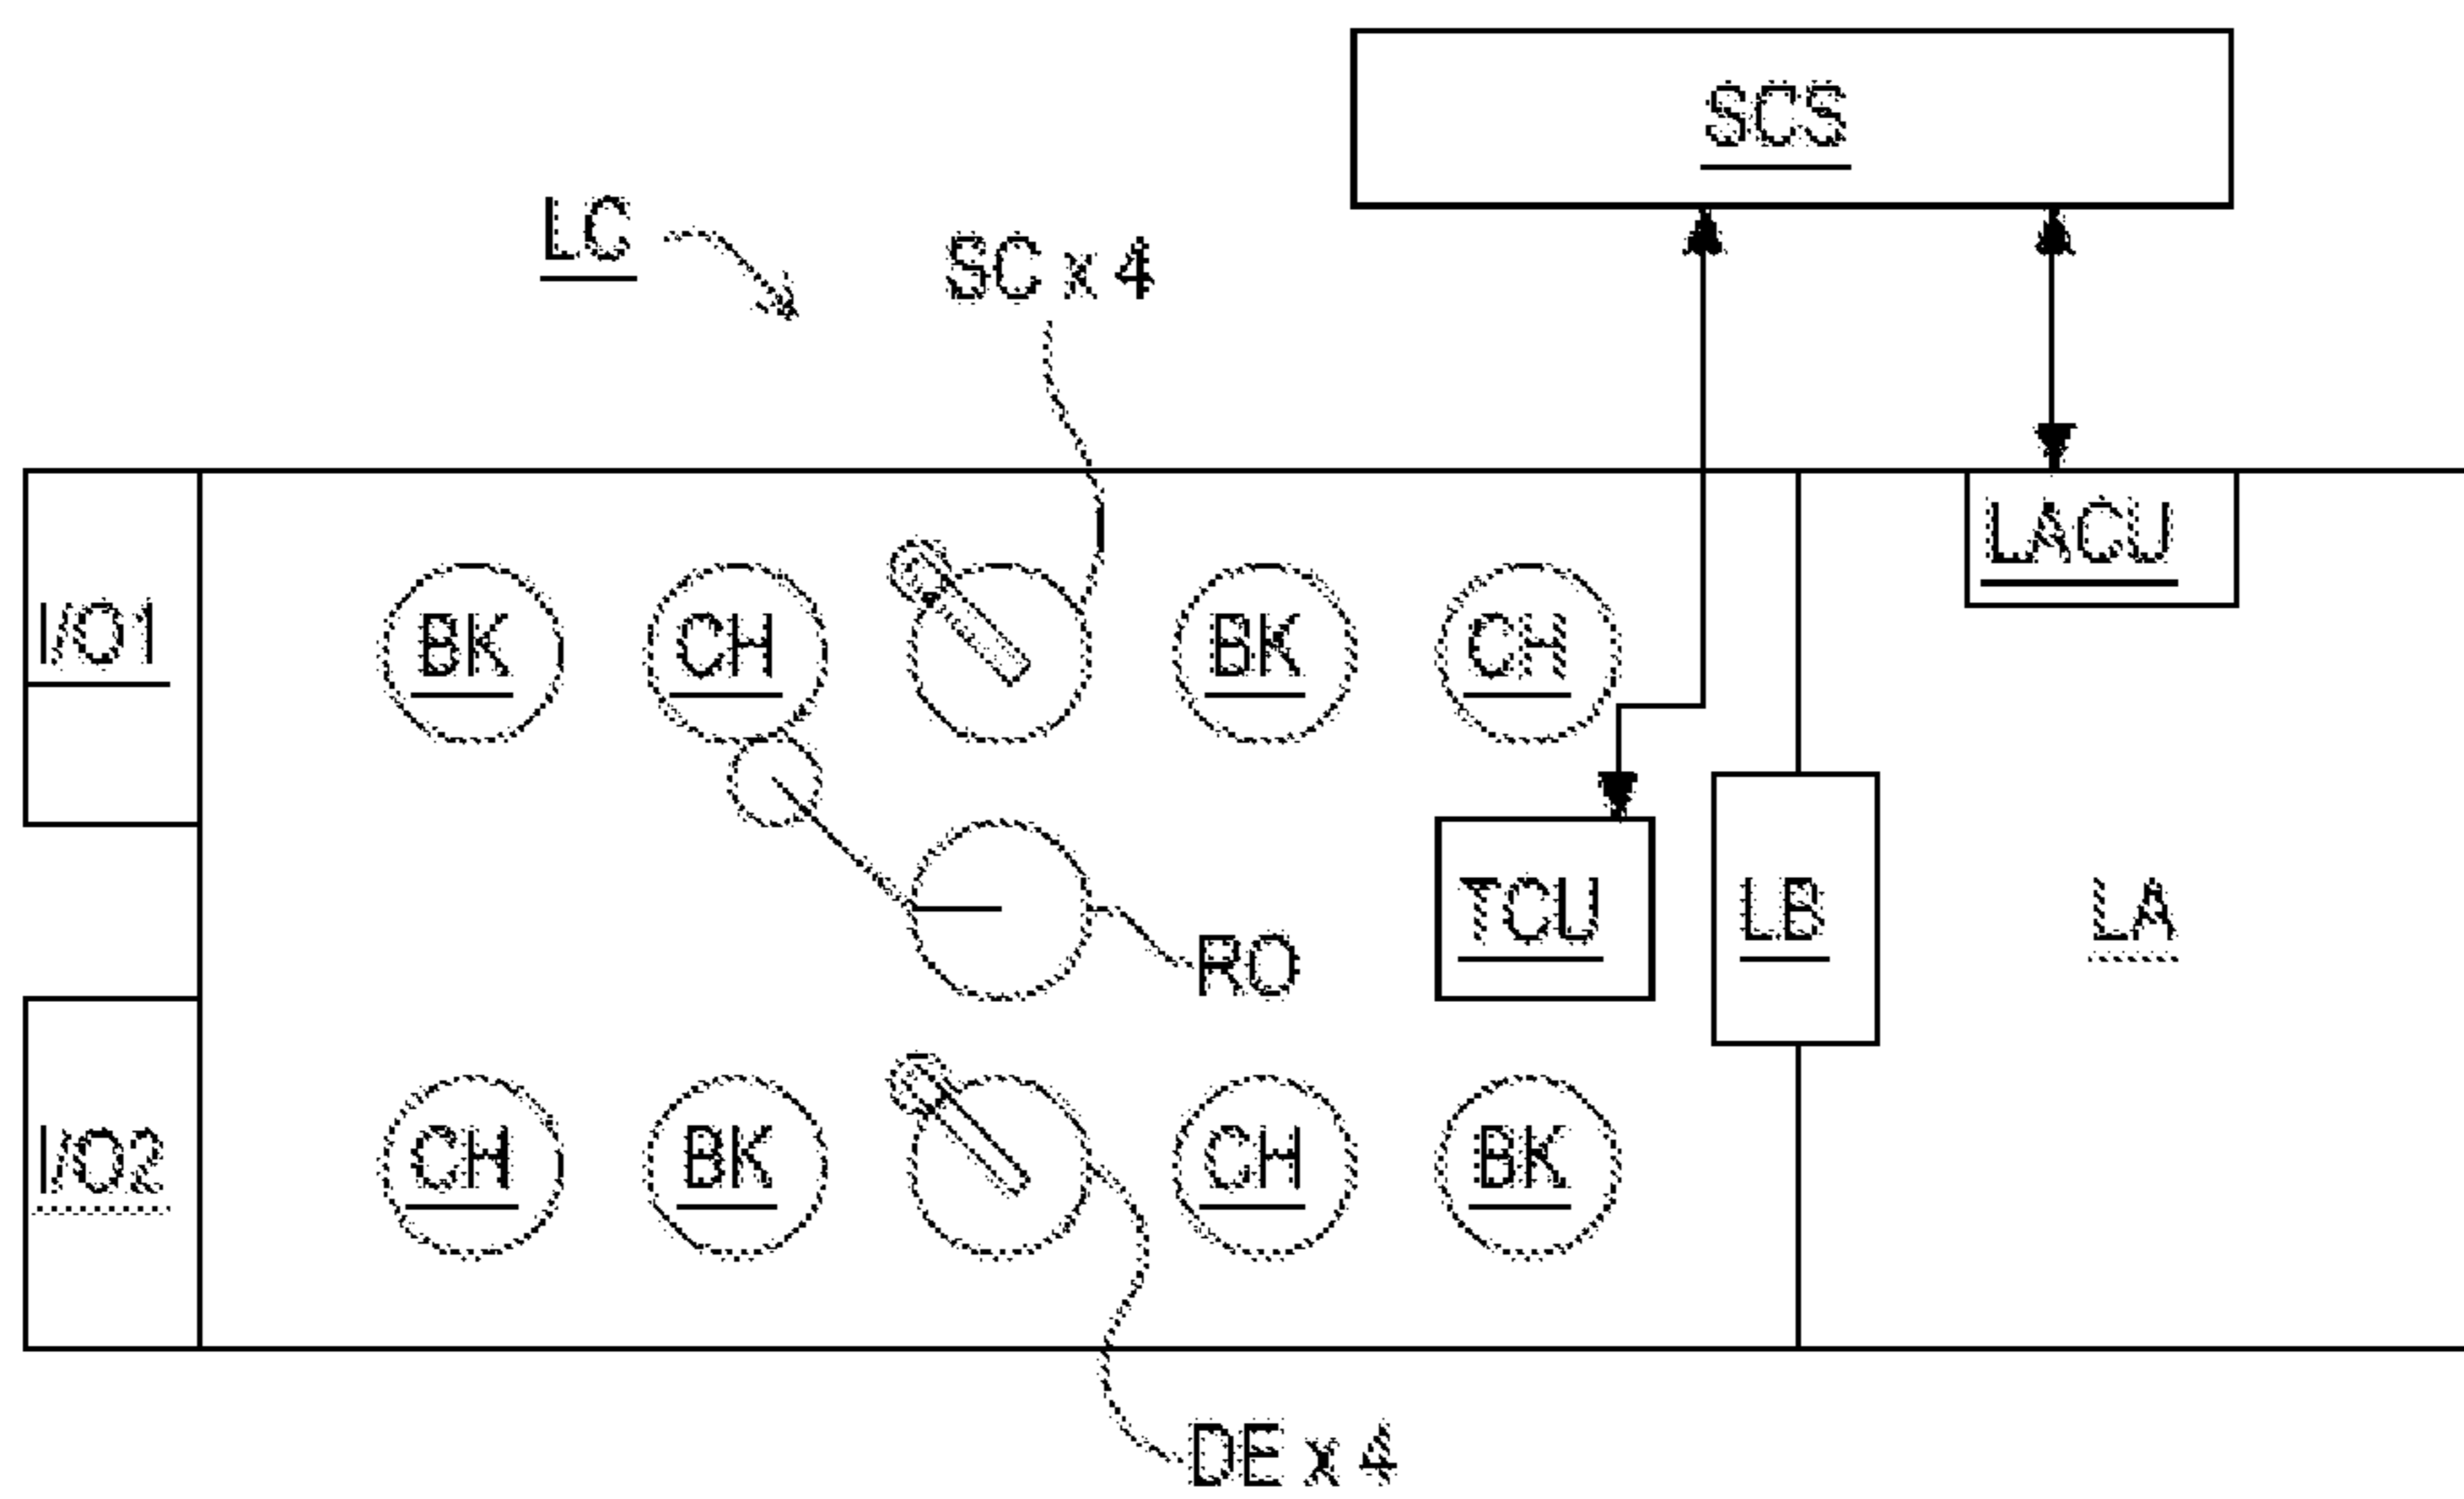 SCS
LC
SC x 4
LACU
I/O1
BK
CH
BK
CH
TCU
LB
LA
RO
I/O2
CH
BK
CH
BK
DE x 4